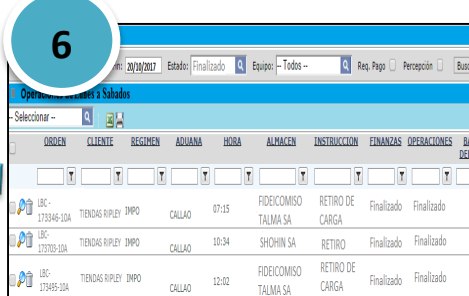 6
in: 20/10/2017 Estado: Finalizado Equipo: -- Todos -- Req. Pago Percepción Busc
Operaciones de Lunes a Sabados
-- Seleccionar --
ORDEN CLIENTE REGIMEN ADUANA HORA ALMACEN INSTRUCCION FINANZAS OPERACIONES
LBC-173346-10A TIENDAS RIPLEY IMPO CALLAO 07:15 FIDEICOMISO TALMA SA RETIRO DE CARGA Finalizado Finalizado
LBC-173703-10A TIENDAS RIPLEY IMPO CALLAO 10:34 SHOHIN SA RETIRO Finalizado Finalizado
LBC-173495-10A TIENDAS RIPLEY IMPO CALLAO 12:02 FIDEICOMISO TALMA SA RETIRO DE CARGA Finalizado Finalizado